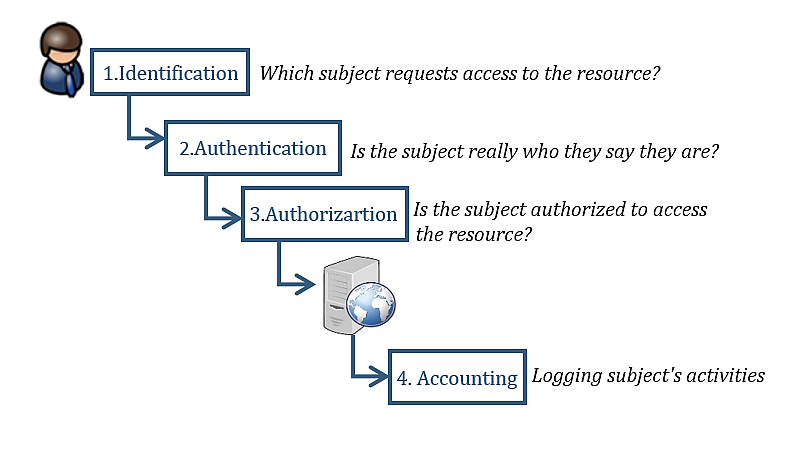 1.Identification
Which subject requests access to the resource?
2.Authentication
Is the subject really who they say they are?
3.Authorizartion
Is the subject authorized to access
the resource?
4. Accounting
Logging subject's activities